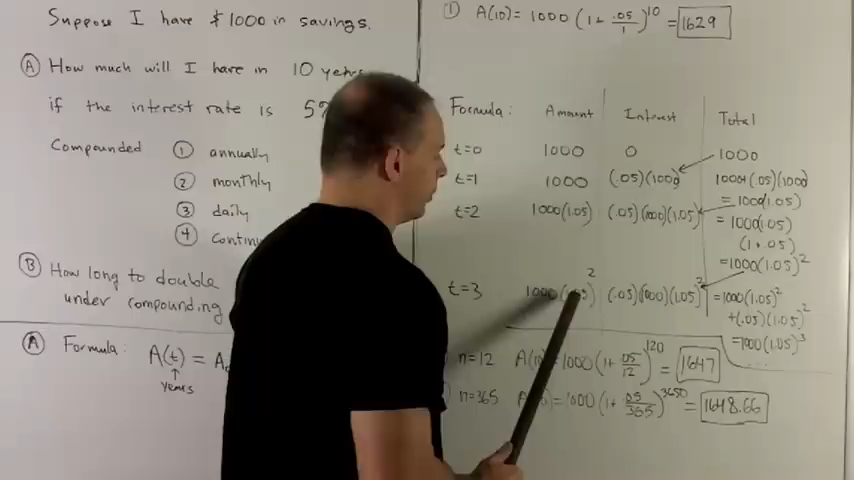 Suppose I have $1000 in savings.
Ⓐ How much will I have in 10 years
if the interest rate is 5%
Compounded ① annually
② monthly
③ daily
④
Ⓑ How long to double
under compounding
Ⓐ Formula: A(t) =
↑
years
① A(10) = 1000 (1 + .05/1)^10 = 1629
Formula: Amount Interest Total
t=0 1000 0 1000
t=1 1000 (.05)(1000) 1000+(.05)(1000)
= 1000(1.05)
t=2 1000(1.05) (.05)(1000)(1.05) = 1000(1.05)
(1+.05)
= 1000(1.05)^2
t=3 1000(1.05)^2 (.05)(1000)(1.05)^2 = 1000(1.05)^2
+(.05)(1.05)^2
= 1000(1.05)^3
...
n=12 A(10) = 1000 (1 + .05/12)^120 = 1647
n=365 = 1000 (1 + .05/365)^3650 = 1648.66